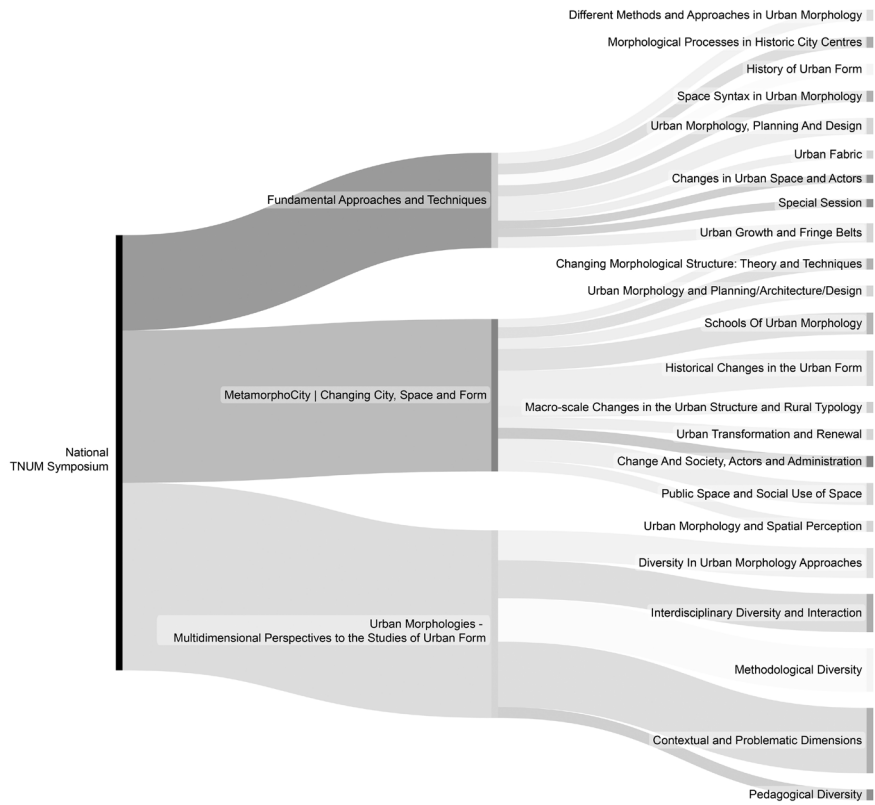 National
TNUM Symposium
Fundamental Approaches and Techniques
MetamorphoCity | Changing City, Space and Form
Urban Morphologies -
Multidimensional Perspectives to the Studies of Urban Form
Different Methods and Approaches in Urban Morphology
Morphological Processes in Historic City Centres
History of Urban Form
Space Syntax in Urban Morphology
Urban Morphology, Planning And Design
Urban Fabric
Changes in Urban Space and Actors
Special Session
Urban Growth and Fringe Belts
Changing Morphological Structure: Theory and Techniques
Urban Morphology and Planning/Architecture/Design
Schools Of Urban Morphology
Historical Changes in the Urban Form
Macro-scale Changes in the Urban Structure and Rural Typology
Urban Transformation and Renewal
Change And Society, Actors and Administration
Public Space and Social Use of Space
Urban Morphology and Spatial Perception
Diversity In Urban Morphology Approaches
Interdisciplinary Diversity and Interaction
Methodological Diversity
Contextual and Problematic Dimensions
Pedagogical Diversity